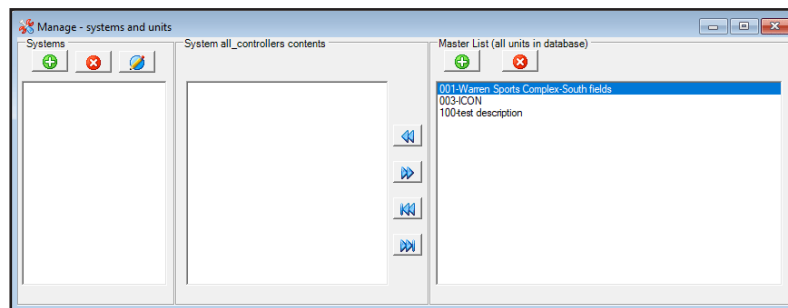 Manage - systems and units
Systems
System all_controllers contents
Master List (all units in database)
001-Warren Sports Complex-South fields
003-ICON
100-test description